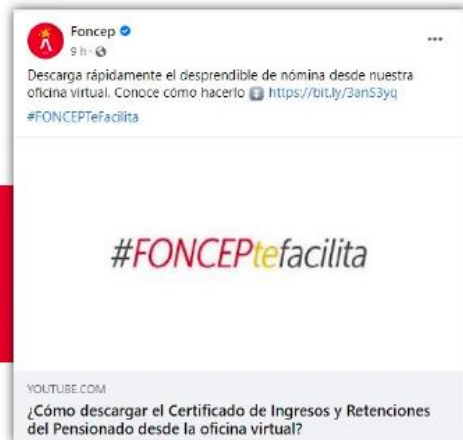 Foncep
9 h ·
Descarga rápidamente el desprendible de nómina desde nuestra
oficina virtual. Conoce cómo hacerlo https://bit.ly/3anS3yq
#FONCEPTeFacilita
#FONCEPtefacilita
YOUTUBE.COM
¿Cómo descargar el Certificado de Ingresos y Retenciones
del Pensionado desde la oficina virtual?